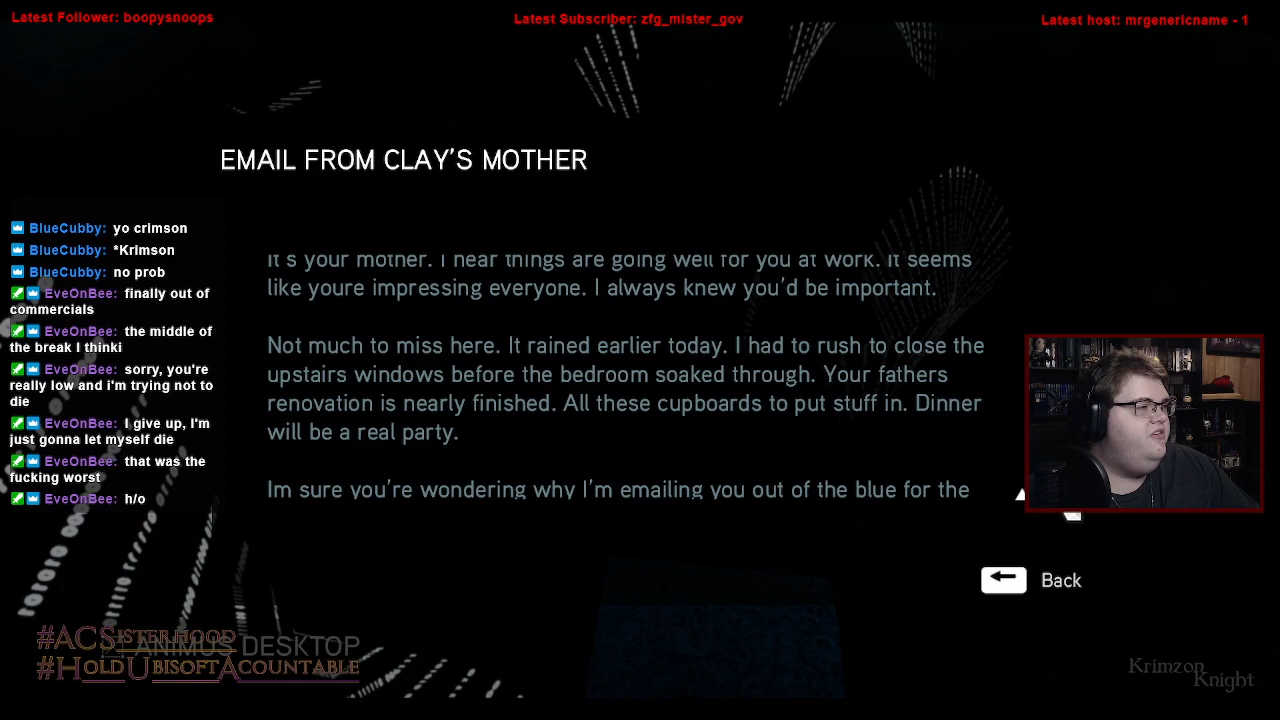 Latest Follower: boopysnoops
Latest Subscriber: zfg_mister_gov
Latest host: mrgenericname - 1
EMAIL FROM CLAY'S MOTHER
It's your mother. I hear things are going well for you at work. It seems
like youre impressing everyone. I always knew you'd be important.
Not much to miss here. It rained earlier today. I had to rush to close the
upstairs windows before the bedroom soaked through. Your fathers
renovation is nearly finished. All these cupboards to put stuff in. Dinner
will be a real party.
Im sure you're wondering why I'm emailing you out of the blue for the
BlueCubby: yo crimson
BlueCubby: *Krimson
BlueCubby: no prob
EveOnBee: finally out of
commercials
EveOnBee: the middle of
the break I thinki
EveOnBee: sorry, you're
really low and i'm trying not to
die
EveOnBee: I give up, I'm
just gonna let myself die
EveOnBee: that was the
fucking worst
EveOnBee: h/o
Back
#ACSisterhood
ANIMUS DESKTOP
#HoldUbisoftAcountable
Krimzon
Knight